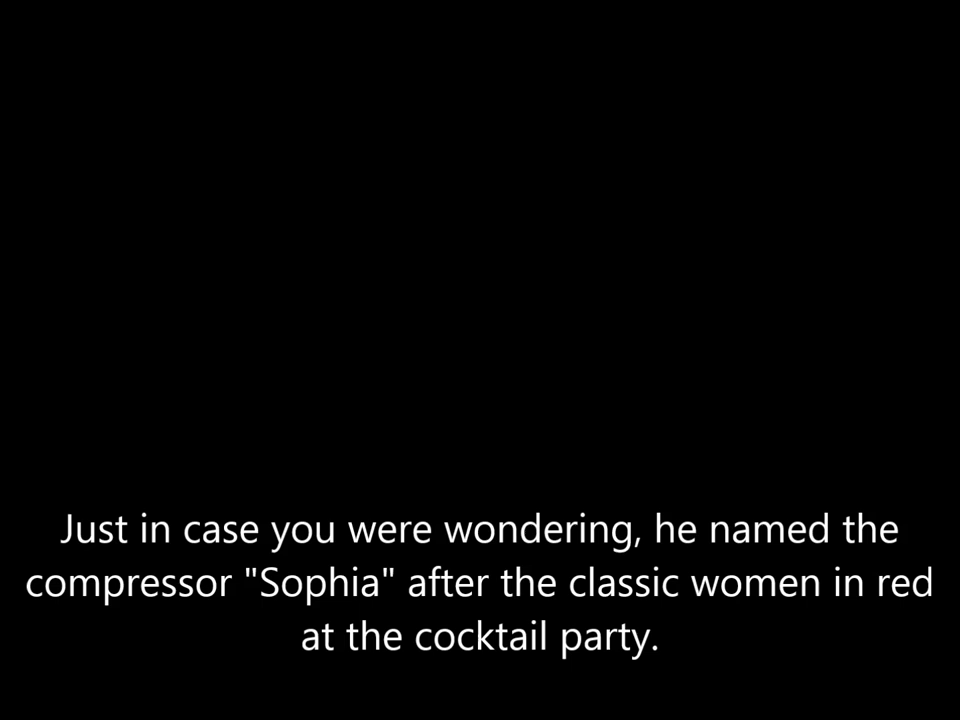 Just in case you were wondering, he named the
compressor "Sophia" after the classic women in red
at the cocktail party.